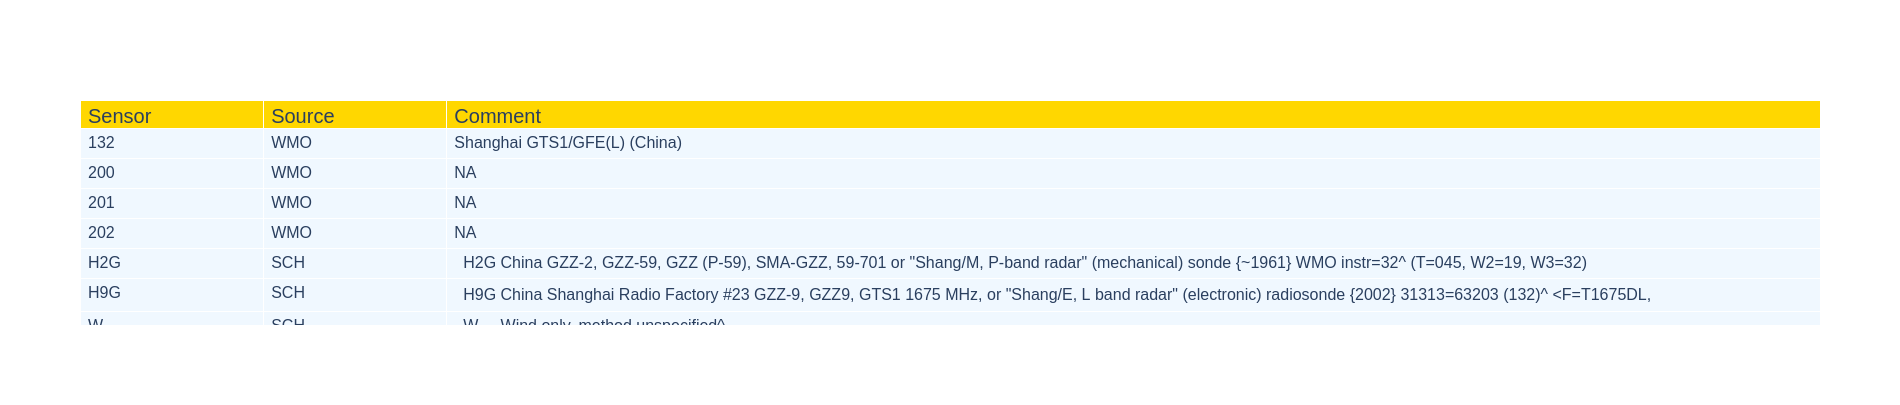 Sensor Source Comment
132 WMO Shanghai GTS1/GFE(L) (China)
200 WMO NA
201 WMO NA
202 WMO NA
H2G SCH H2G China GZZ-2, GZZ-59, GZZ (P-59), SMA-GZZ, 59-701 or "Shang/M, P-band radar" (mechanical) sonde {~1961} WMO instr=32^ (T=045, W2=19, W3=32)
H9G SCH H9G China Shanghai Radio Factory #23 GZZ-9, GZZ9, GTS1 1675 MHz, or "Shang/E, L band radar" (electronic) radiosonde {2002} 31313=63203 (132)^ <F=T1675DL,
W SCH W Wind only, method unspecified^